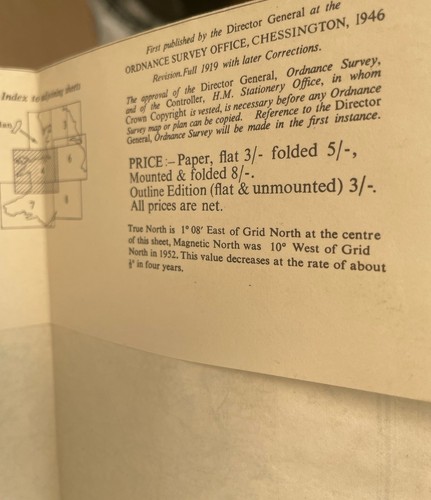 First published by the Director General at the
ORDNANCE SURVEY OFFICE, CHESSINGTON, 1946
Revision. Full 1919 with later Corrections.
The approval of the Director General, Ordnance Survey,
and of the Controller, H.M. Stationery Office, in whom
Crown Copyright is vested, is necessary before any Ordnance
Survey map or plan can be copied. Reference to the Director
General, Ordnance Survey will be made in the first instance.
PRICE:– Paper, flat 3/- folded 5/-,
Mounted & folded 8/-.
Outline Edition (flat & unmounted) 3/-.
All prices are net.
True North is 1° 08' East of Grid North at the centre
of this sheet, Magnetic North was 10° West of Grid
North in 1952. This value decreases at the rate of about
in four years.
Index to adjoining sheets
5
6
7
8